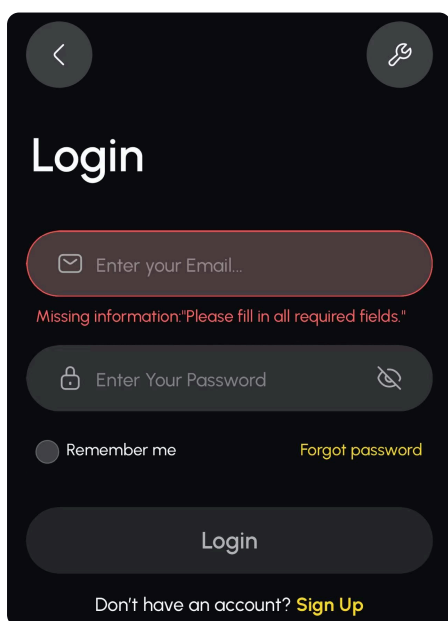 Login
Enter your Email...
Missing information:"Please fill in all required fields."
Enter Your Password
Remember me
Forgot password
Login
Don't have an account? Sign Up